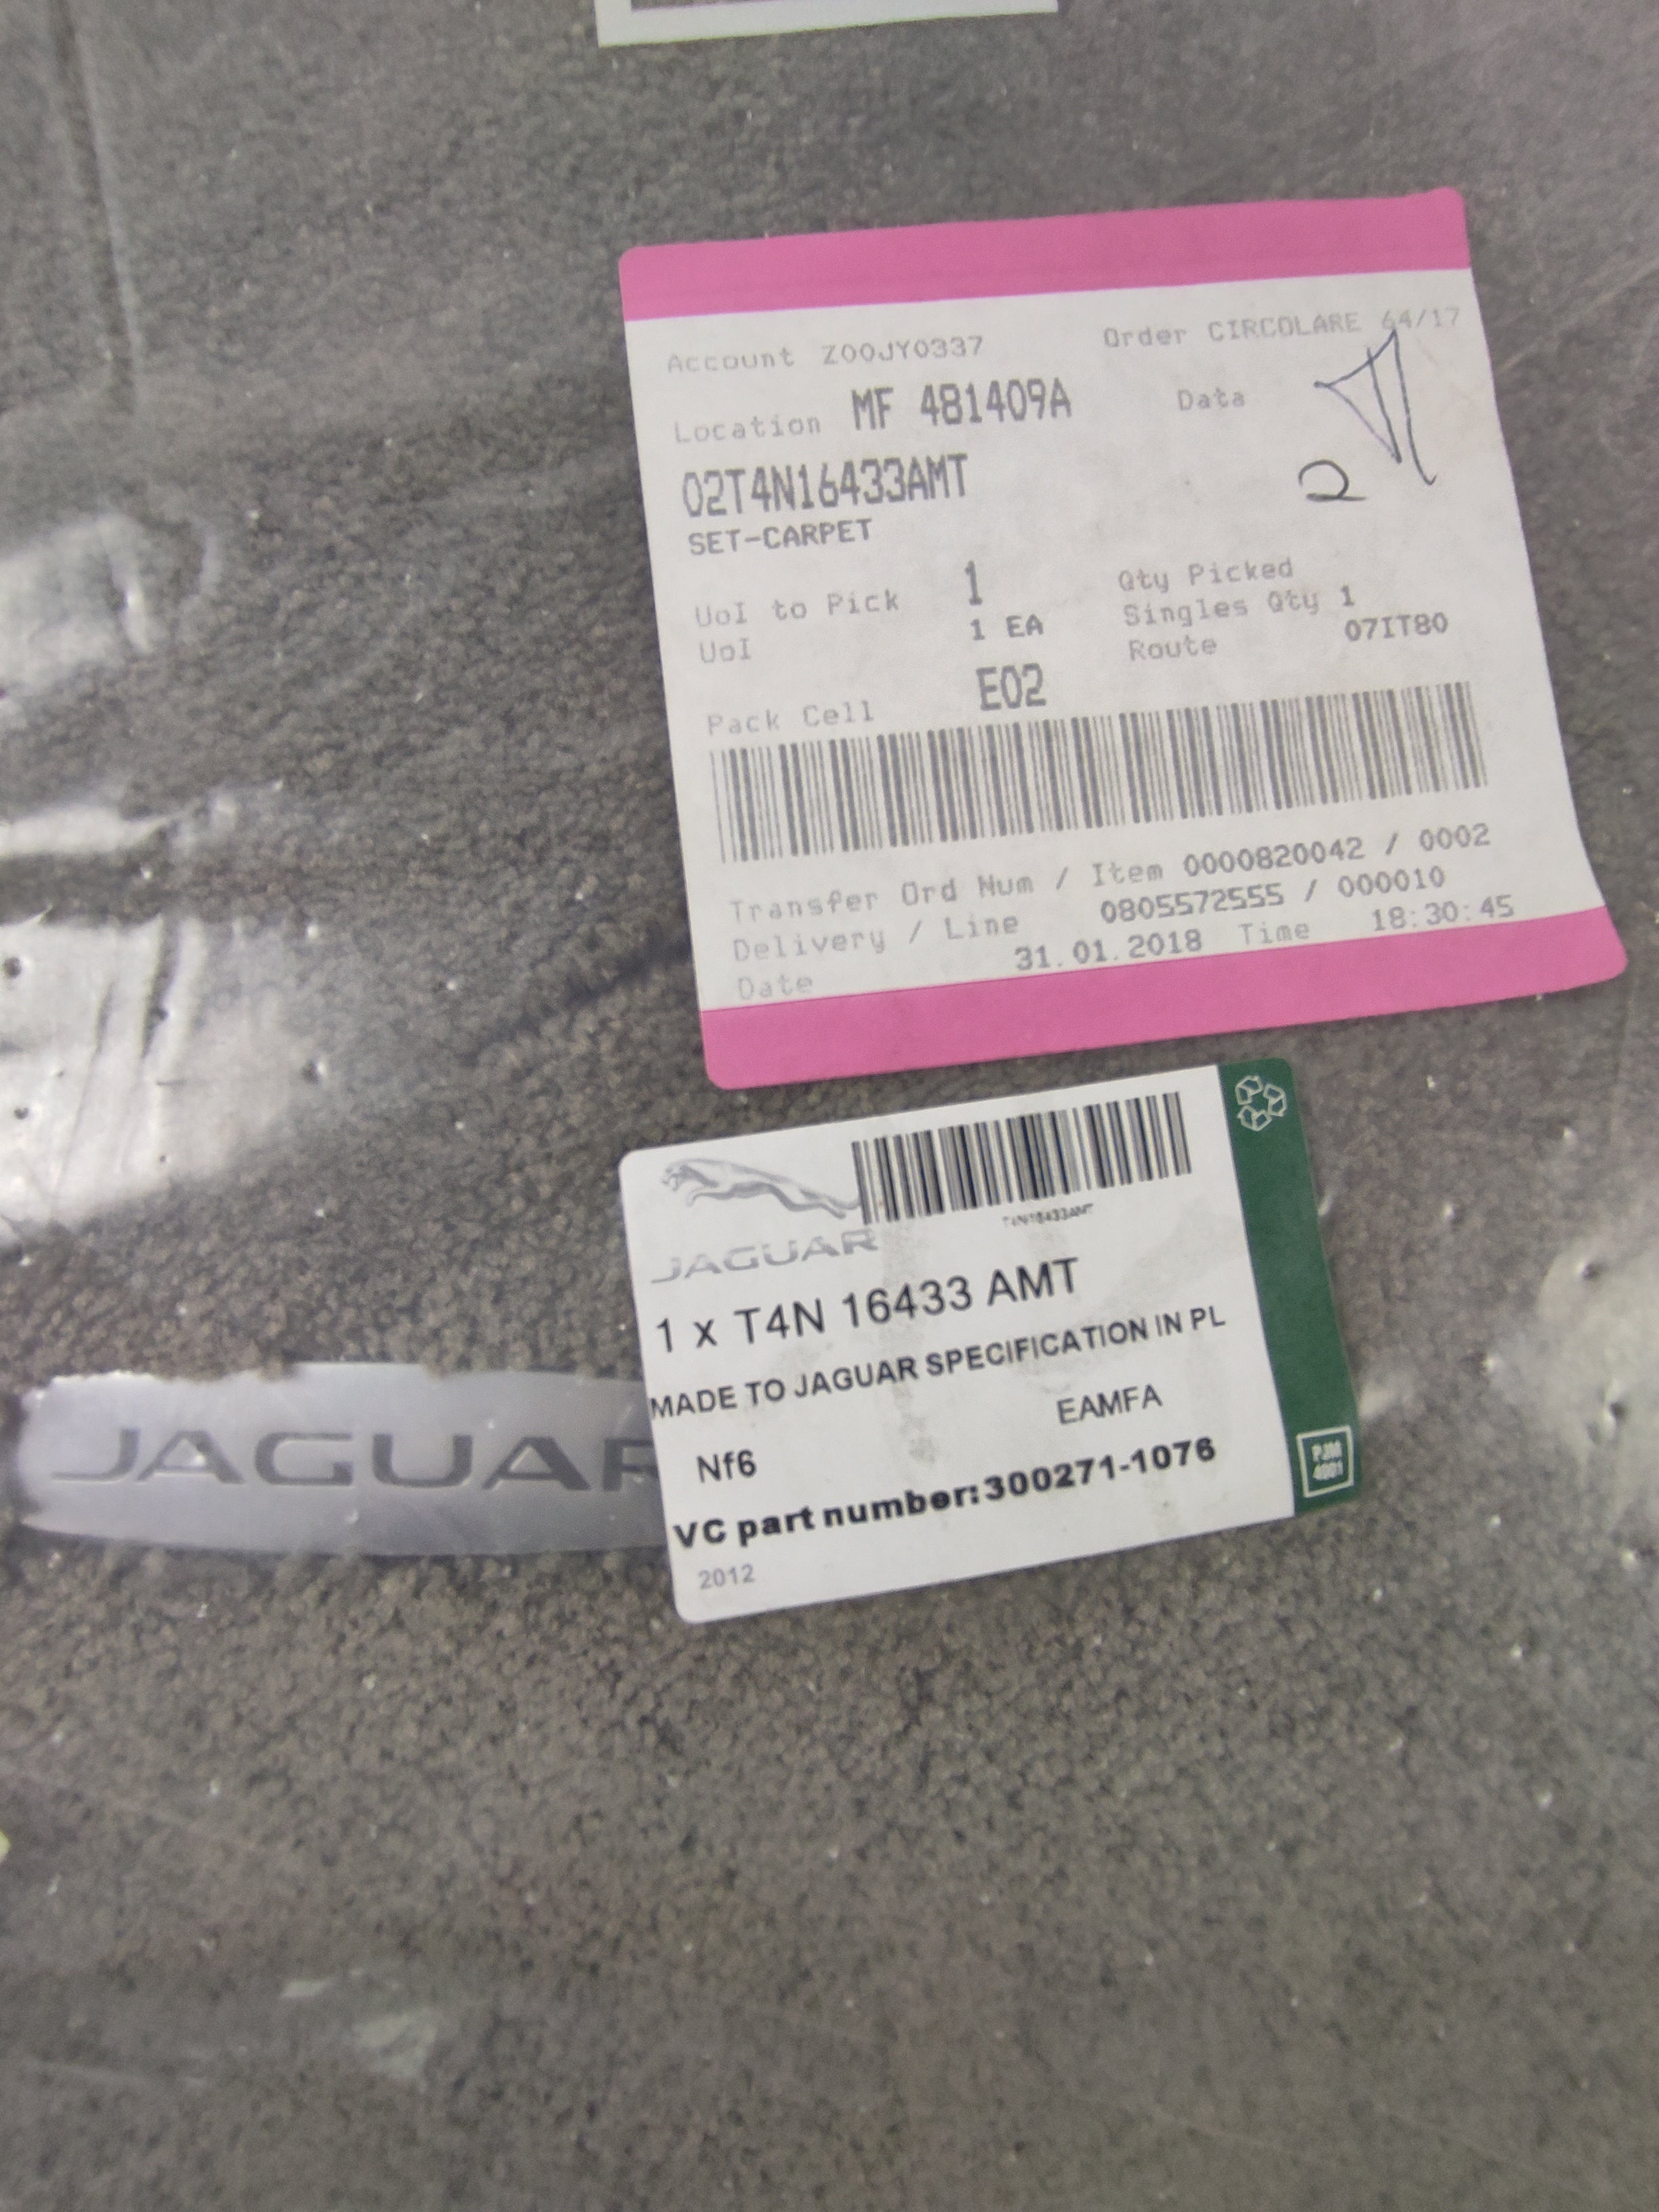 Account Z00JY0337 Order CIRCOLARE 64/17
Location MF 481409A Data
02T4N16433AMT
2
SET-CARPET
UoI to Pick 1 Qty Picked
UoI 1 EA Singles Qty 1
Pack Cell E02 Route 07IT80
Transfer Ord Num / Item 0000820042 / 0002
Delivery / Line 0805572555 / 000010
Date 31.01.2018 Time 18:30:45
T4N16433AMT
JAGUAR
1 x T4N 16433 AMT
MADE TO JAGUAR SPECIFICATION IN PL
EAMFA
Nf6
VC part number:300271-1076
2012
PJM
4001
JAGUAR